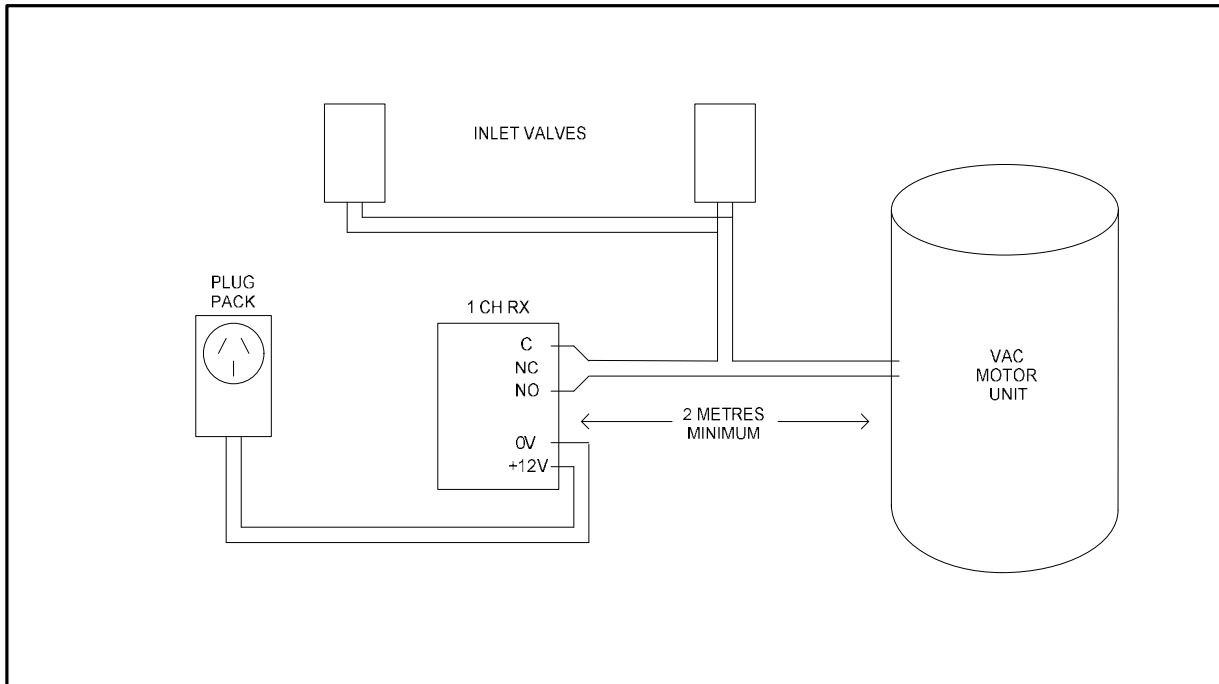 INLET VALVES
PLUG
PACK
1 CH RX
C
NC
NO
0V
+12V
2 METRES
MINIMUM
VAC
MOTOR
UNIT